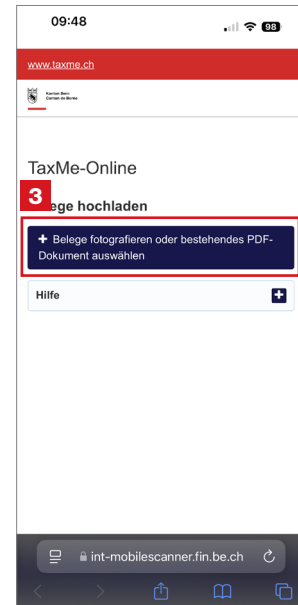 09:48
98
www.taxme.ch
Kanton Bern
Canton de Berne
TaxMe-Online
3
ege hochladen
+ Belege fotografieren oder bestehendes PDF-
Dokument auswählen
Hilfe
int-mobilescanner.fin.be.ch